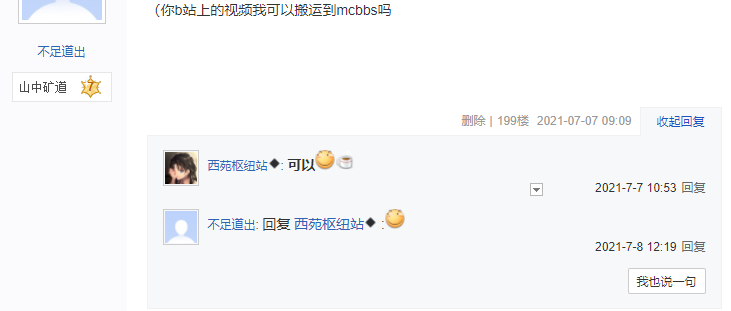 （你b站上的视频我可以搬运到mcbbs吗
不足道出
山中矿道 7
删除 | 199楼 2021-07-07 09:09 收起回复
西苑枢纽站◆: 可以
2021-7-7 10:53 回复
不足道出: 回复 西苑枢纽站◆ :
2021-7-8 12:19 回复
我也说一句